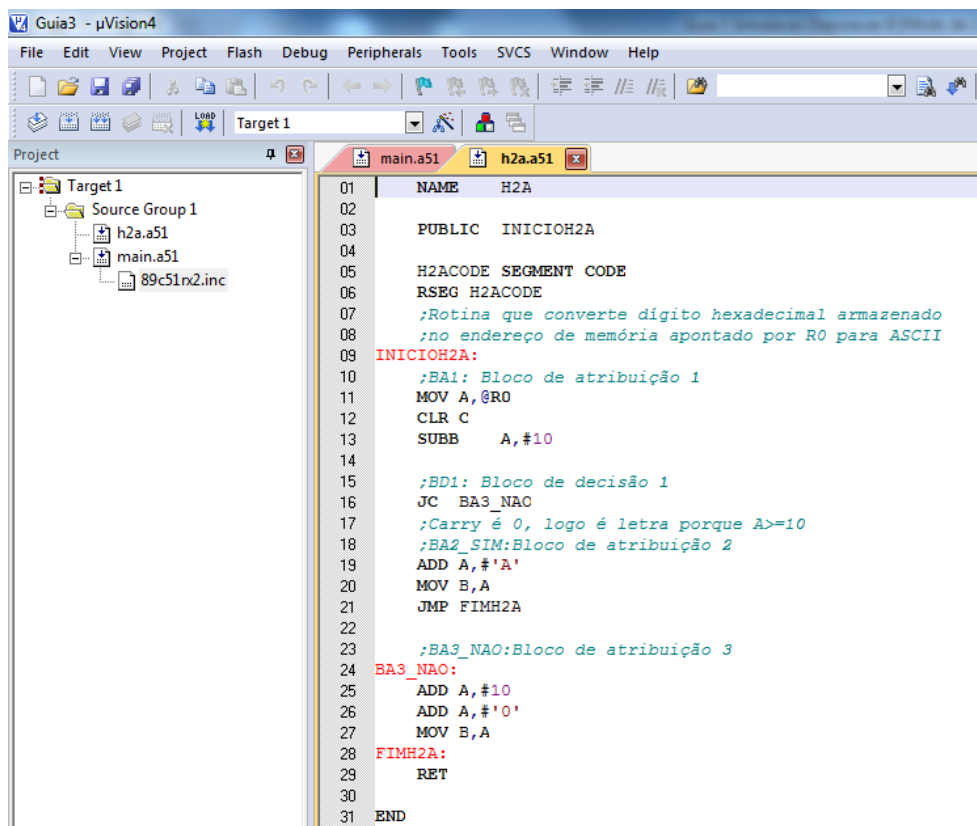 Guia3 - µVision4
File Edit View Project Flash Debug Peripherals Tools SVCS Window Help
LOAD Target 1
Project
main.a51 h2a.a51
Target 1
Source Group 1
h2a.a51
main.a51
89c51rx2.inc
01 NAME H2A
02
03 PUBLIC INICIOH2A
04
05 H2ACODE SEGMENT CODE
06 RSEG H2ACODE
07 ;Rotina que converte dígito hexadecimal armazenado
08 ;no endereço de memória apontado por R0 para ASCII
09 INICIOH2A:
10 ;BA1: Bloco de atribuição 1
11 MOV A,@R0
12 CLR C
13 SUBB A,#10
14
15 ;BD1: Bloco de decisão 1
16 JC BA3_NAO
17 ;Carry é 0, logo é letra porque A>=10
18 ;BA2_SIM:Bloco de atribuição 2
19 ADD A,#'A'
20 MOV B,A
21 JMP FIMH2A
22
23 ;BA3_NAO:Bloco de atribuição 3
24 BA3_NAO:
25 ADD A,#10
26 ADD A,#'0'
27 MOV B,A
28 FIMH2A:
29 RET
30
31 END